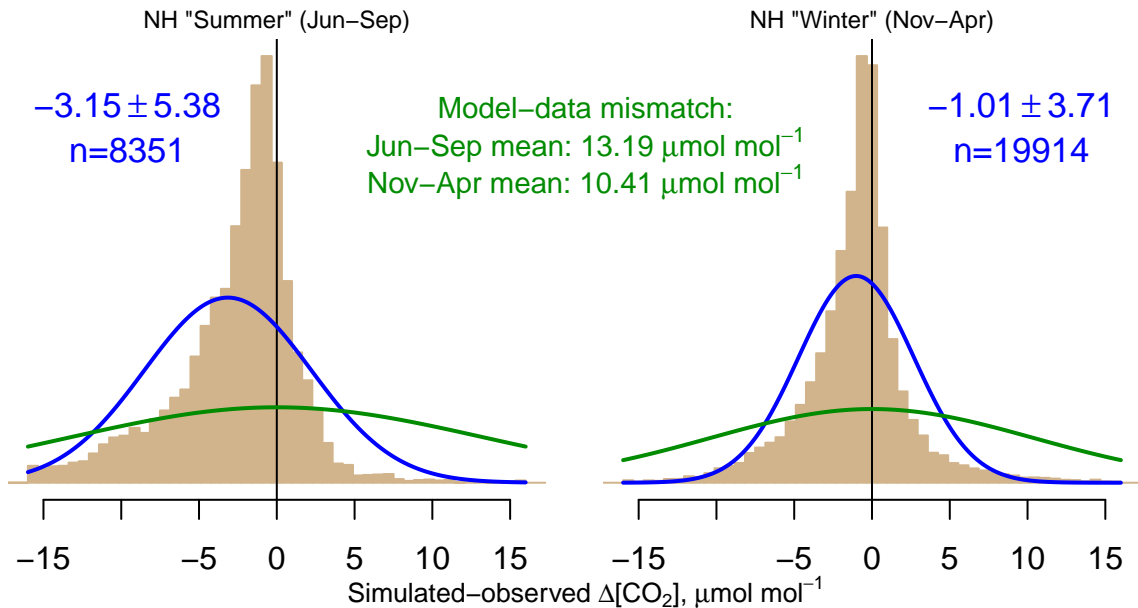 NH "Summer" (Jun−Sep)
NH "Winter" (Nov−Apr)
−3.15 ± 5.38
n=8351
Model−data mismatch:
Jun−Sep mean: 13.19 μmol mol⁻¹
Nov−Apr mean: 10.41 μmol mol⁻¹
−1.01 ± 3.71
n=19914
−15 −5 0 5 10 15
−15 −5 0 5 10 15
Simulated−observed Δ[CO₂], μmol mol⁻¹